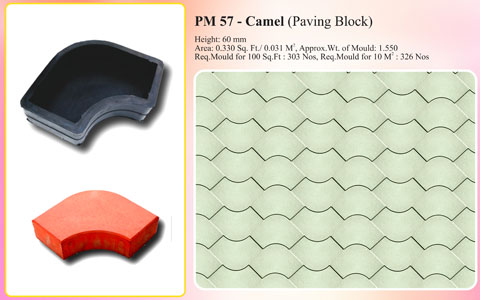 PM 57 - Camel (Paving Block)
Height: 60 mm
Area: 0.330 Sq. Ft./ 0.031 M², Approx.Wt. of Mould: 1.550
Req.Mould for 100 Sq.Ft : 303 Nos, Req.Mould for 10 M² : 326 Nos